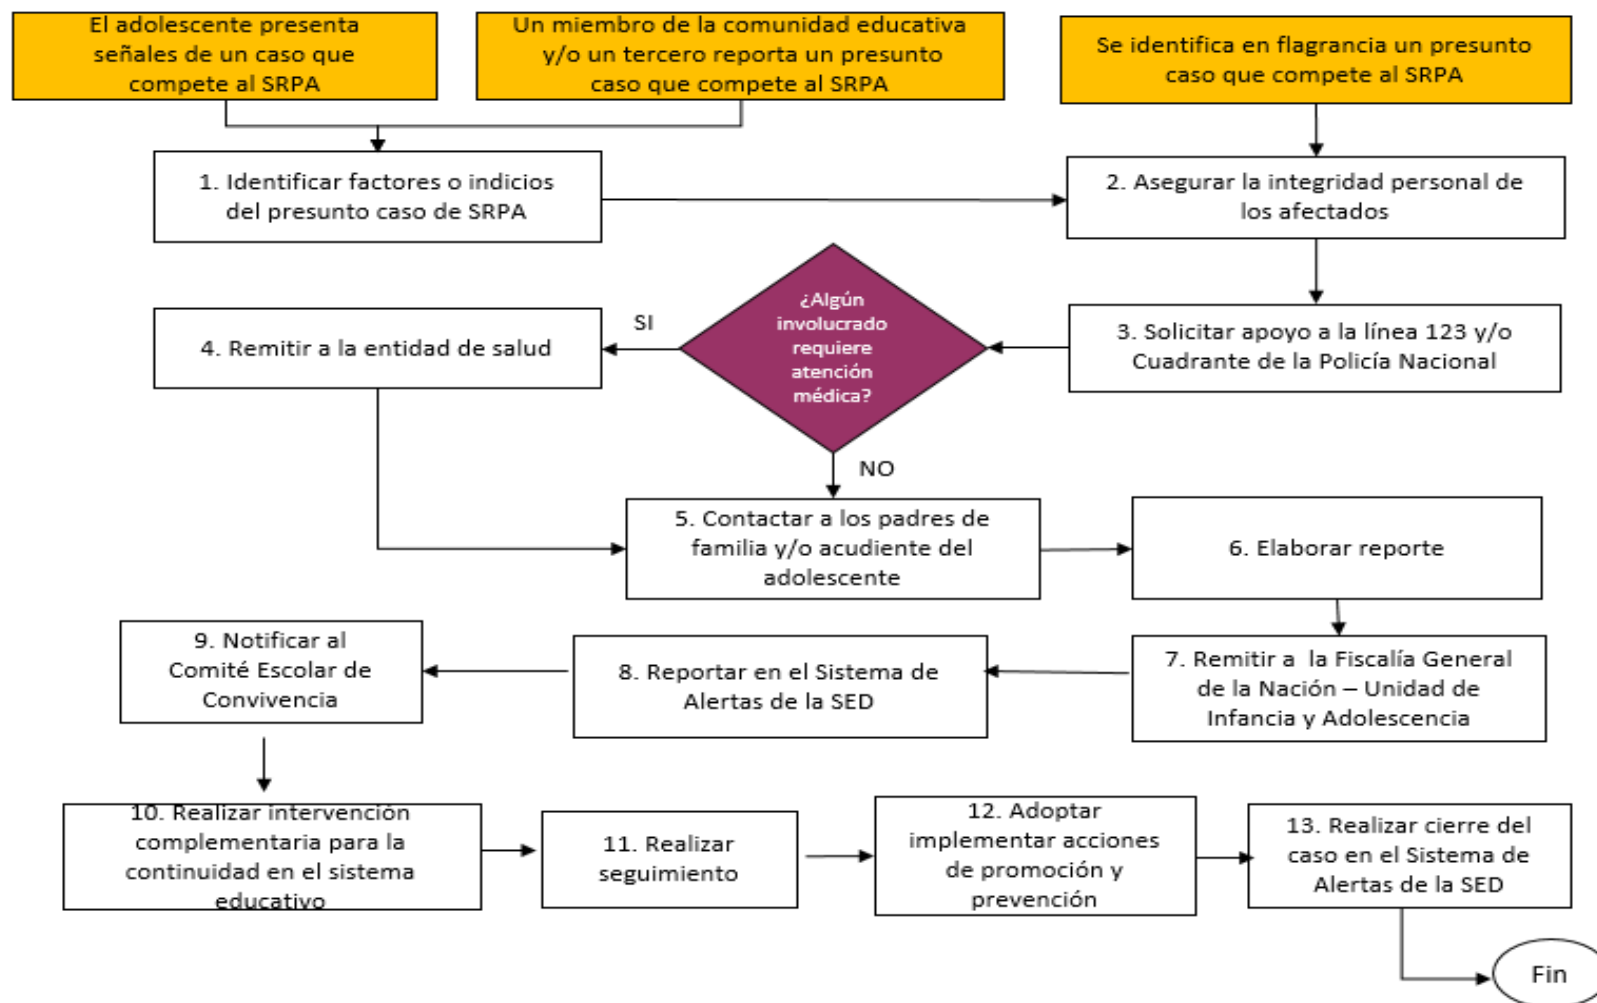 El adolescente presenta
señales de un caso que
compete al SRPA
Un miembro de la comunidad educativa
y/o un tercero reporta un presunto
caso que compete al SRPA
Se identifica en flagrancia un presunto
caso que compete al SRPA
1. Identificar factores o indicios
del presunto caso de SRPA
2. Asegurar la integridad personal de
los afectados
3. Solicitar apoyo a la línea 123 y/o
Cuadrante de la Policía Nacional
¿Algún
involucrado
requiere
atención
médica?
SI
4. Remitir a la entidad de salud
NO
5. Contactar a los padres de
familia y/o acudiente del
adolescente
6. Elaborar reporte
7. Remitir a la Fiscalía General
de la Nación – Unidad de
Infancia y Adolescencia
8. Reportar en el Sistema de
Alertas de la SED
9. Notificar al
Comité Escolar de
Convivencia
10. Realizar intervención
complementaria para la
continuidad en el sistema
educativo
11. Realizar
seguimiento
12. Adoptar
implementar acciones
de promoción y
prevención
13. Realizar cierre del
caso en el Sistema de
Alertas de la SED
Fin